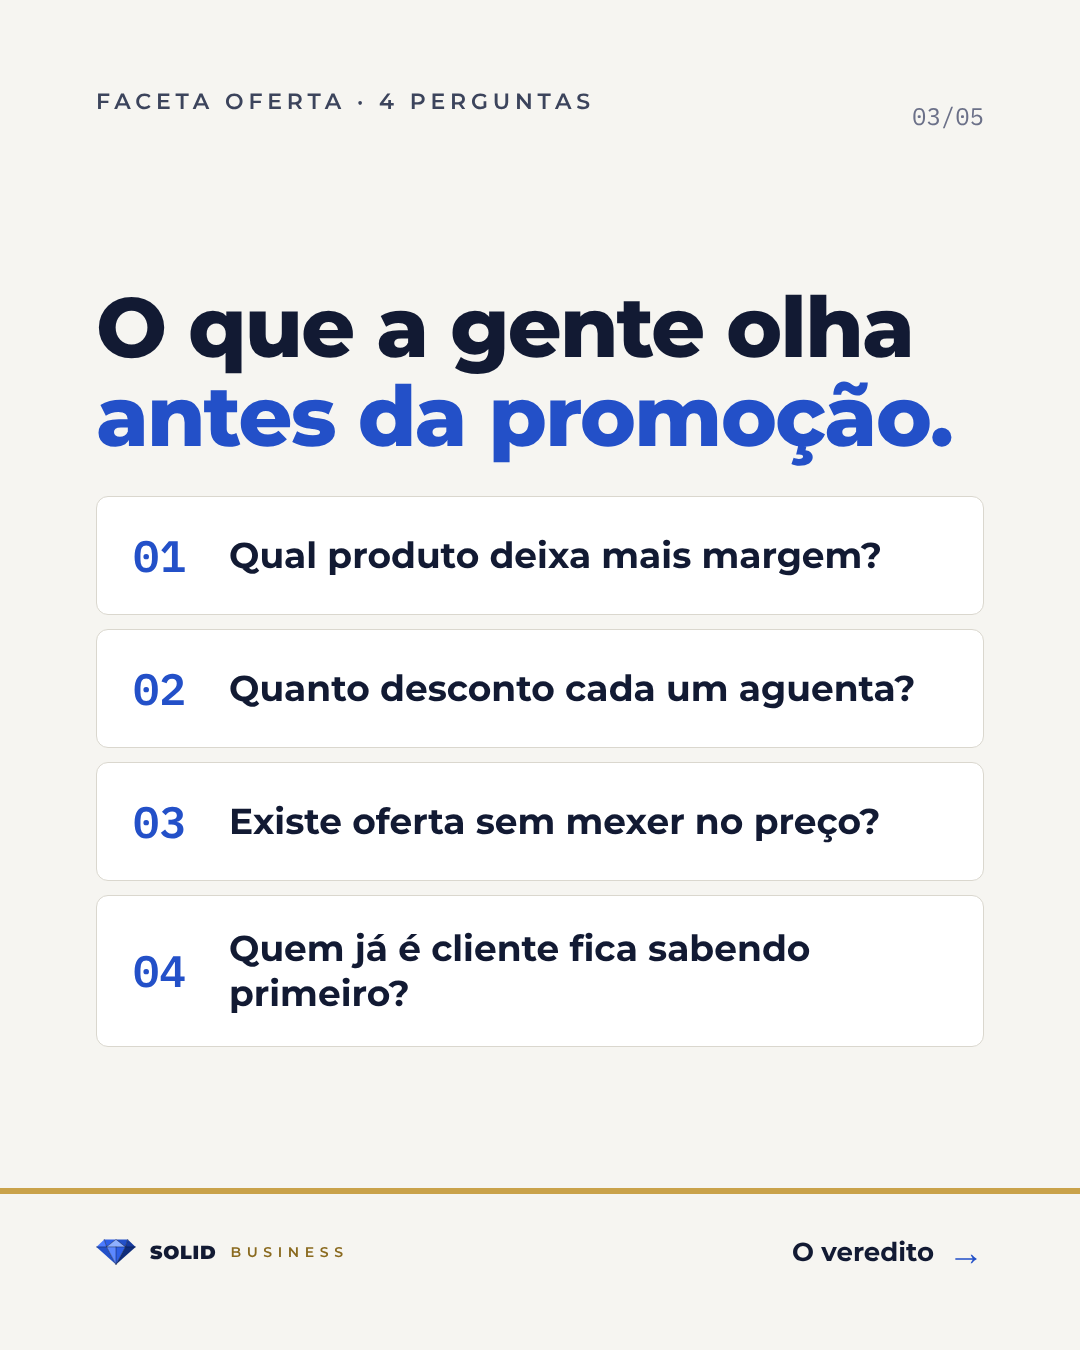 FACETA OFERTA · 4 PERGUNTAS
03/05
O que a gente olha
antes da promoção.
01 Qual produto deixa mais margem?
02 Quanto desconto cada um aguenta?
03 Existe oferta sem mexer no preço?
04 Quem já é cliente fica sabendo
primeiro?
SOLID BUSINESS
O veredito →